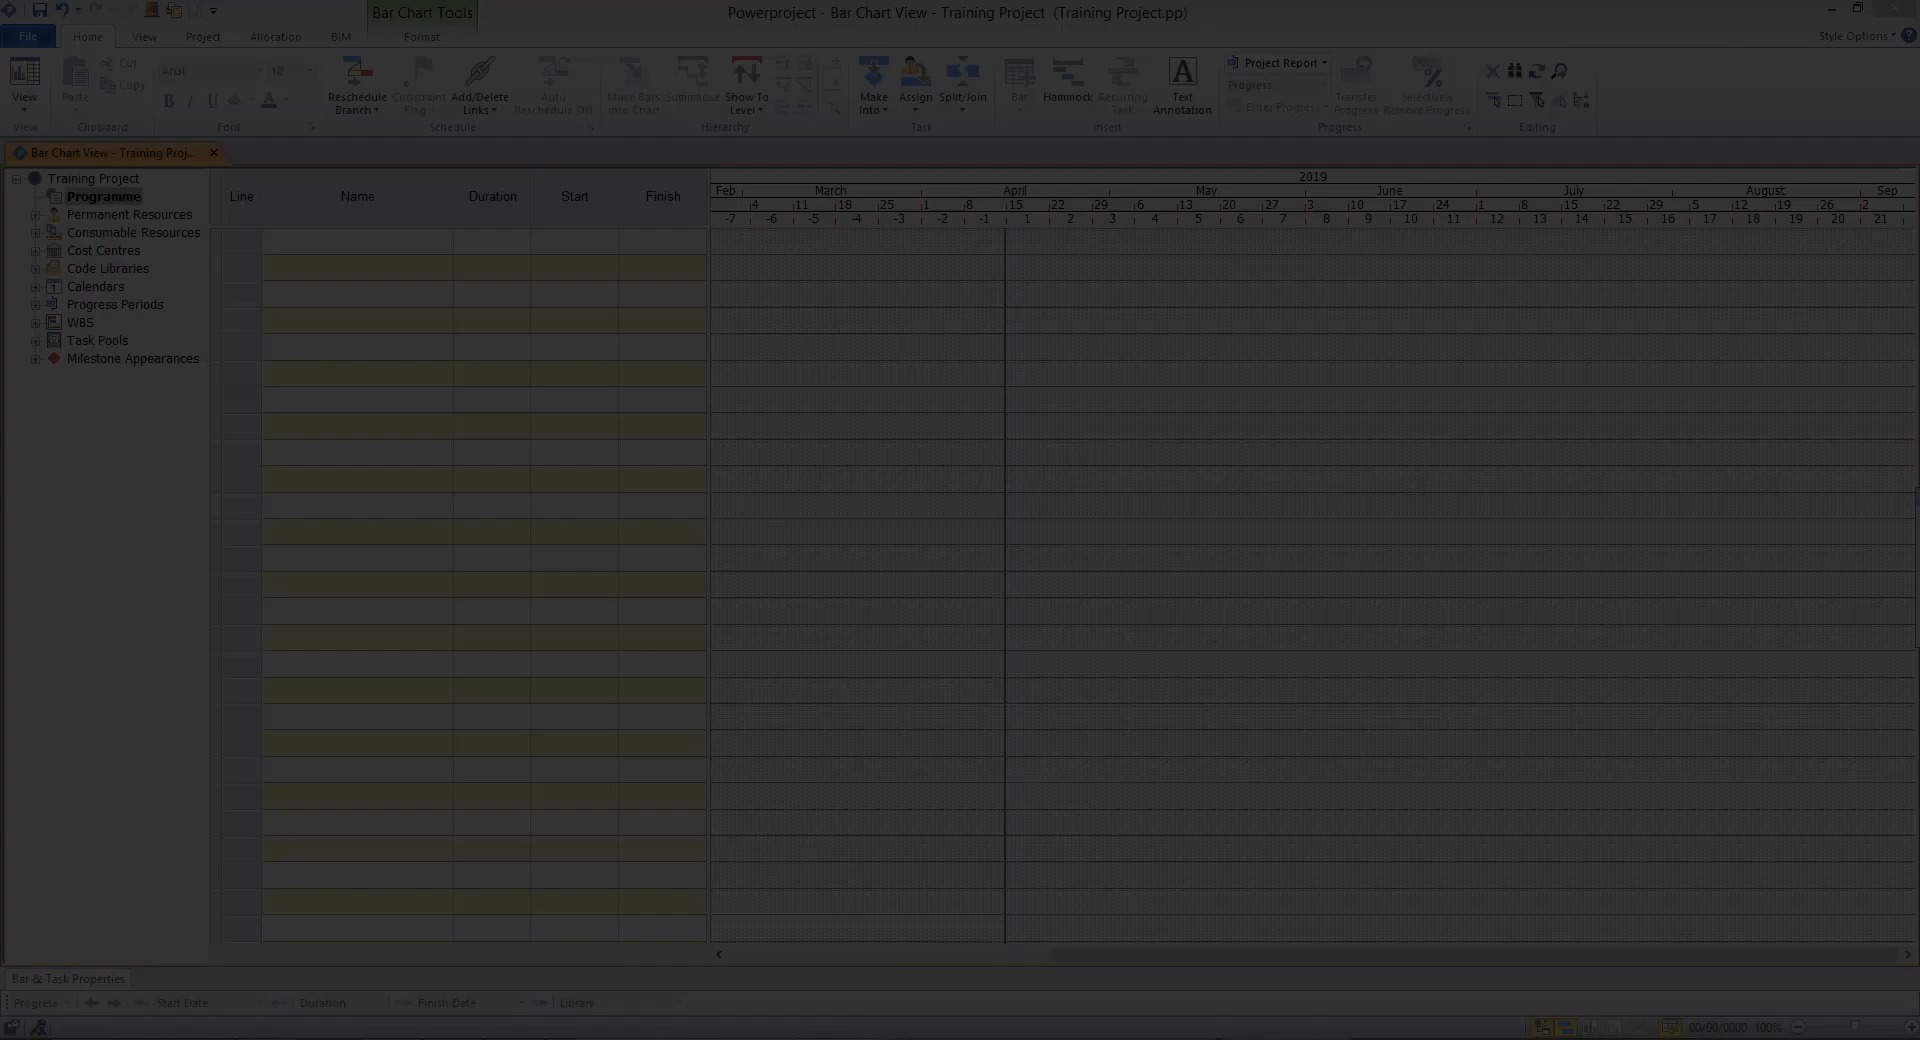 Bar Chart Tools
Powerproject - Bar Chart View - Training Project (Training Project.pp)
File Home View Project Allocation BIM Format Style Options
View Paste Cut Copy
Arial 10
B I U A
Reschedule Branch Constraint Flag Add/Delete Links Auto Reschedule Off
Make Bars Into Chart Summarise Show To Level
Make Into Assign Split/Join
Bar Hammock Recurring Task Text Annotation
Project Report
Progress
Enter Progress
Transfer Progress Selectively Remove Progress
View Clipboard Font Schedule Hierarchy Task Insert Progress Editing
Bar Chart View - Training Proj...
Training Project
Programme
Permanent Resources
Consumable Resources
Cost Centres
Code Libraries
Calendars
Progress Periods
WBS
Task Pools
Milestone Appearances
Line Name Duration Start Finish
2019
Feb March April May June July August Sep
4 11 18 25 1 8 15 22 29 6 13 20 27 3 10 17 24 1 8 15 22 29 5 12 19 26 2
-7 -6 -5 -4 -3 -2 -1 1 2 3 4 5 6 7 8 9 10 11 12 13 14 15 16 17 18 19 20 21
Bar & Task Properties
Progress Start Date Duration Finish Date Library
00/00/0000 100%